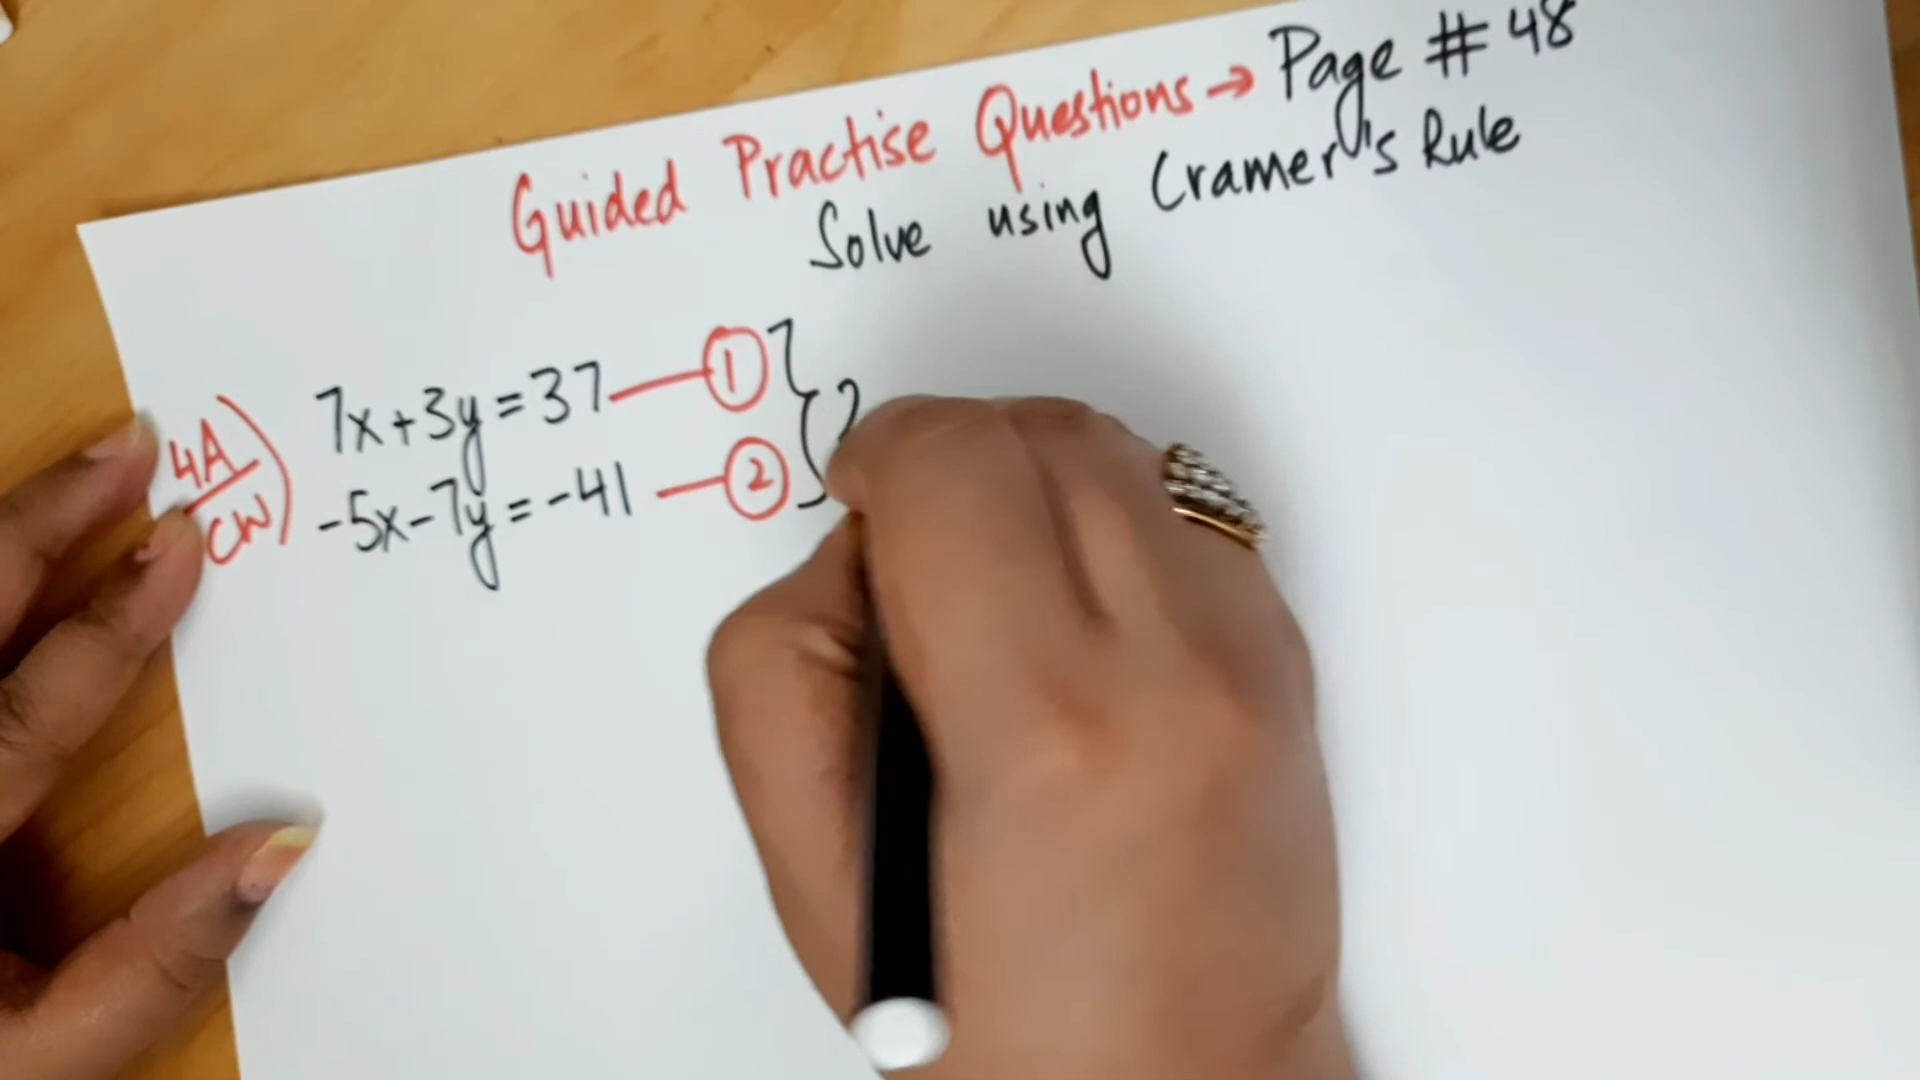 Guided Practise Questions → Page # 48
Solve using Cramer's Rule
4A/CW) 7x+3y=37 — ①
-5x-7y=-41 — ②
2